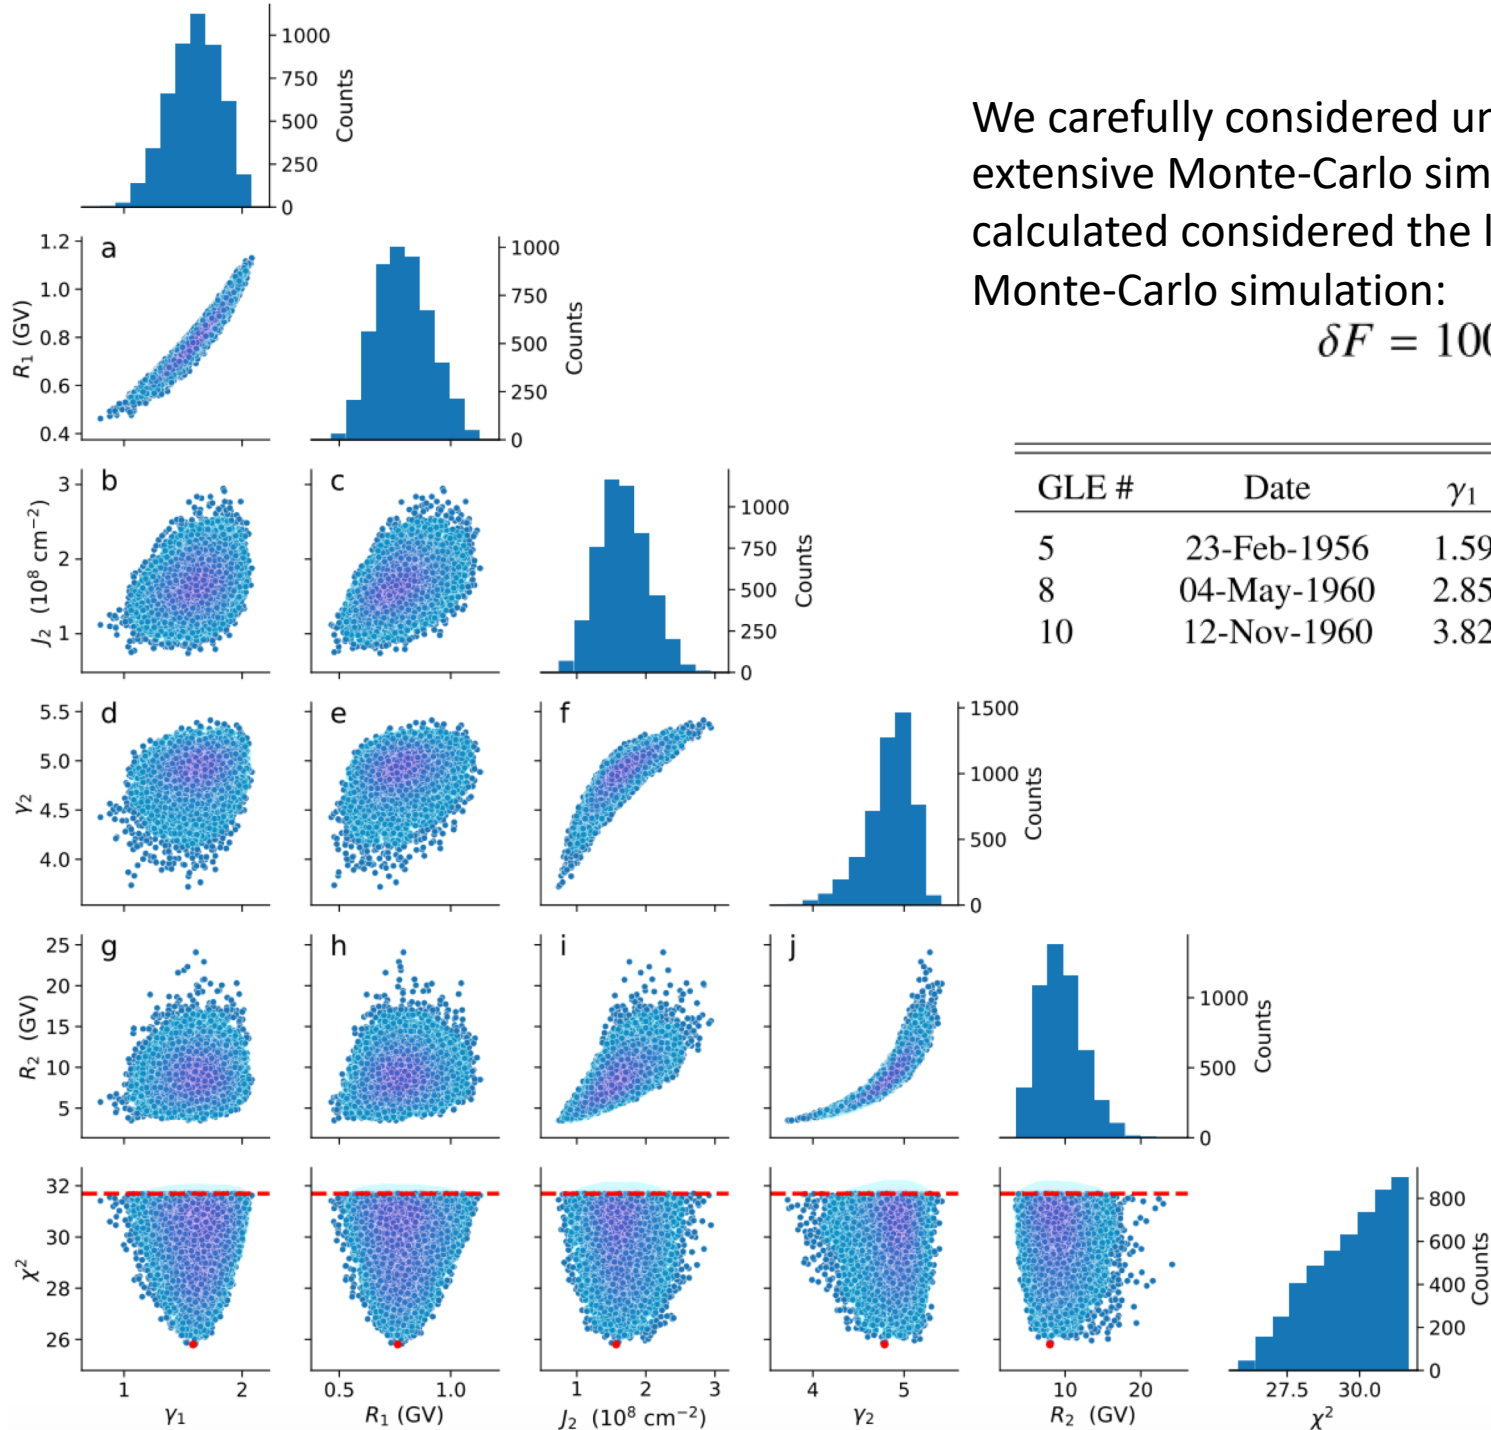 1000
750
500
250
0
Counts
We carefully considered un
extensive Monte-Carlo sim
calculated considered the l
Monte-Carlo simulation:
δF = 100
GLE # Date γ₁
5 23-Feb-1956 1.59
8 04-May-1960 2.85
10 12-Nov-1960 3.82
a
1.2
1.0
0.8
0.6
0.4
R₁ (GV)
1000
750
500
250
0
Counts
b
c
3
2
1
J₂ (10⁸ cm⁻²)
1000
750
500
250
0
Counts
d
e
f
5.5
5.0
4.5
4.0
γ₂
1500
1000
500
0
Counts
g
h
i
j
25
20
15
10
5
R₂ (GV)
1000
500
0
Counts
32
30
28
26
χ²
800
600
400
200
0
Counts
1 2
0.5 1.0
1 2 3
4 5
10 20
27.5 30.0
γ₁
R₁ (GV)
J₂ (10⁸ cm⁻²)
γ₂
R₂ (GV)
χ²